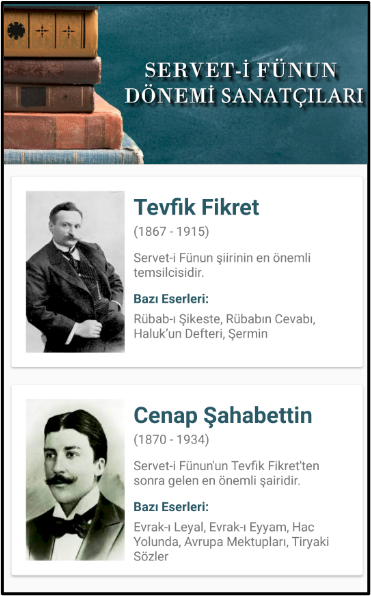 SERVET-İ FÜNUN
DÖNEMİ SANATÇILARI
Tevfik Fikret
(1867 - 1915)
Servet-i Fünun şiirinin en önemli
temsilcisidir.
Bazı Eserleri:
Rübab-ı Şikeste, Rübabın Cevabı,
Haluk'un Defteri, Şermin
Cenap Şahabettin
(1870 - 1934)
Servet-i Fünun'un Tevfik Fikret'ten
sonra gelen en önemli şairidir.
Bazı Eserleri:
Evrak-ı Leyal, Evrak-ı Eyyam, Hac
Yolunda, Avrupa Mektupları, Tiryaki
Sözler